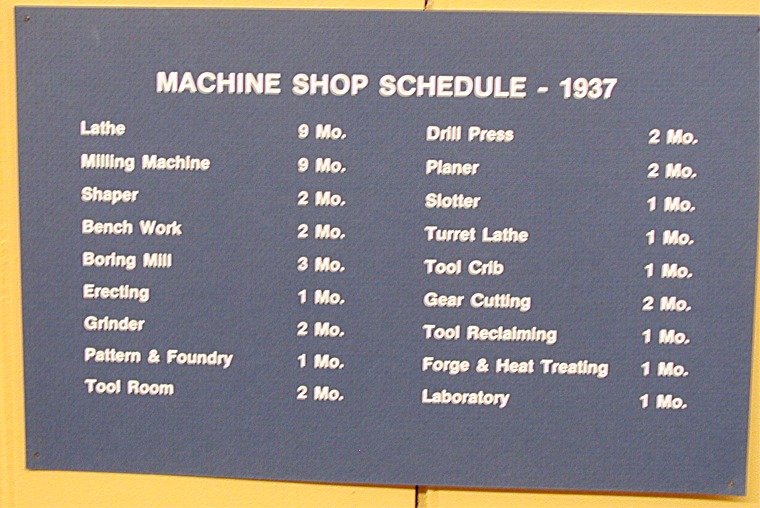 MACHINE SHOP SCHEDULE - 1937
Lathe 9 Mo.
Milling Machine 9 Mo.
Shaper 2 Mo.
Bench Work 2 Mo.
Boring Mill 3 Mo.
Erecting 1 Mo.
Grinder 2 Mo.
Pattern & Foundry 1 Mo.
Tool Room 2 Mo.
Drill Press 2 Mo.
Planer 2 Mo.
Slotter 1 Mo.
Turret Lathe 1 Mo.
Tool Crib 1 Mo.
Gear Cutting 2 Mo.
Tool Reclaiming 1 Mo.
Forge & Heat Treating 1 Mo.
Laboratory 1 Mo.